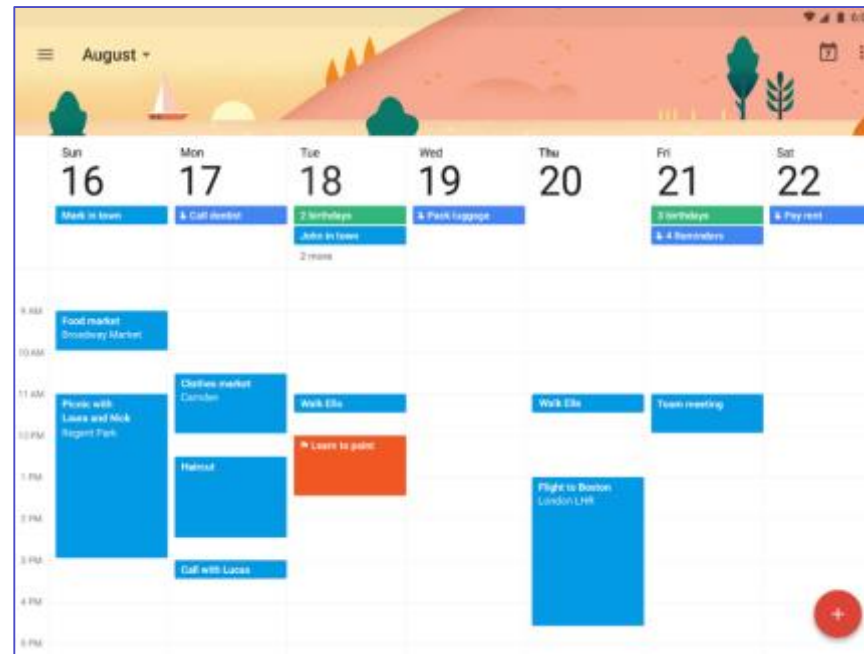 August
7
Sun
16
Mon
17
Tue
18
Wed
19
Thu
20
Fri
21
Sat
22
Mark in town
Call dentist
2 birthdays
Pack luggage
3 birthdays
Pay rent
John in town
4 Reminders
2 more
9 AM
Food market
Broadway Market
10 AM
Clothes market
Camden
11 AM
Picnic with
Laura and Nick
Regent Park
Walk Ella
Walk Ella
Team meeting
12 PM
Learn to paint
Haircut
1 PM
Flight to Boston
London LHR
2 PM
3 PM
Call with Lucas
4 PM
5 PM
+